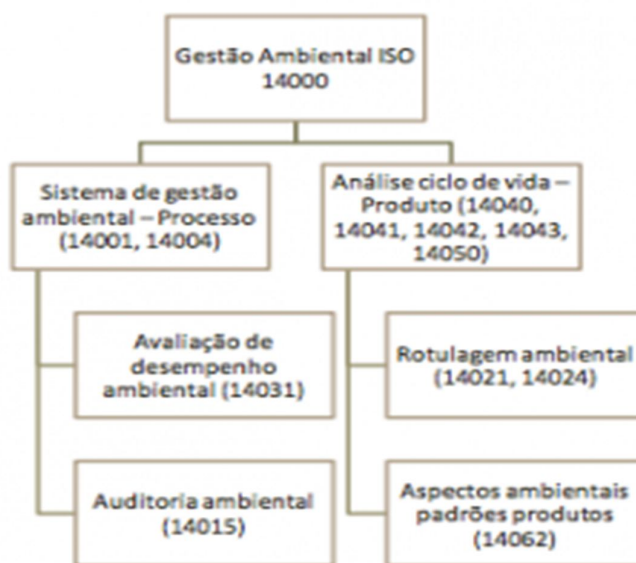 Gestão Ambiental ISO
14000
Sistema de gestão
ambiental – Processo
(14001, 14004)
Análise ciclo de vida –
Produto (14040,
14041, 14042, 14043,
14050)
Avaliação de
desempenho
ambiental (14031)
Rotulagem ambiental
(14021, 14024)
Auditoria ambiental
(14015)
Aspectos ambientais
padrões produtos
(14062)